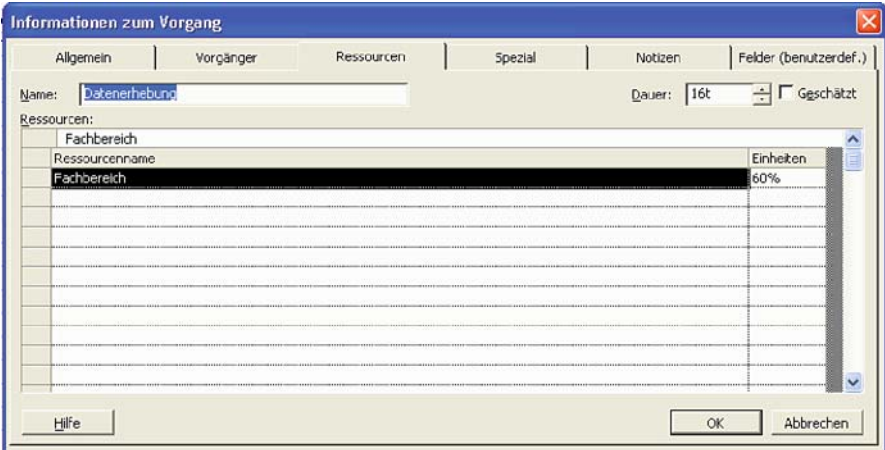 Informationen zum Vorgang
Allgemein Vorgänger Ressourcen Spezial Notizen Felder (benutzerdef.)
Name: Datenerhebung Dauer: 16t Geschätzt
Ressourcen:
Fachbereich
Ressourcenname Einheiten
Fachbereich 60%
Hilfe OK Abbrechen